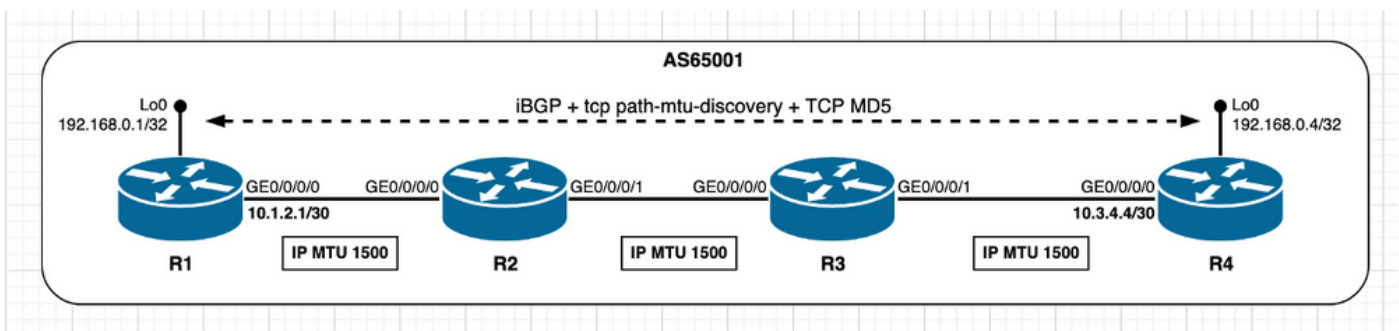 AS65001
iBGP + tcp path-mtu-discovery + TCP MD5
Lo0
192.168.0.1/32
Lo0
192.168.0.4/32
GE0/0/0/0
GE0/0/0/0
GE0/0/0/1
GE0/0/0/0
GE0/0/0/1
GE0/0/0/0
10.1.2.1/30
10.3.4.4/30
IP MTU 1500
IP MTU 1500
IP MTU 1500
R1
R2
R3
R4